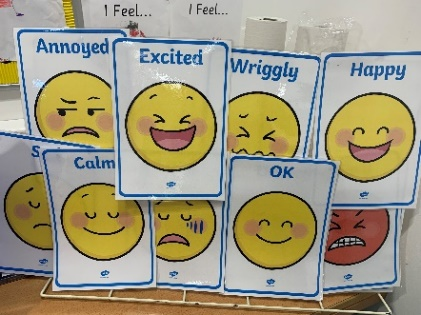 I Feel...
I Feel...
Annoyed
Excited
Wriggly
Happy
Calm
OK